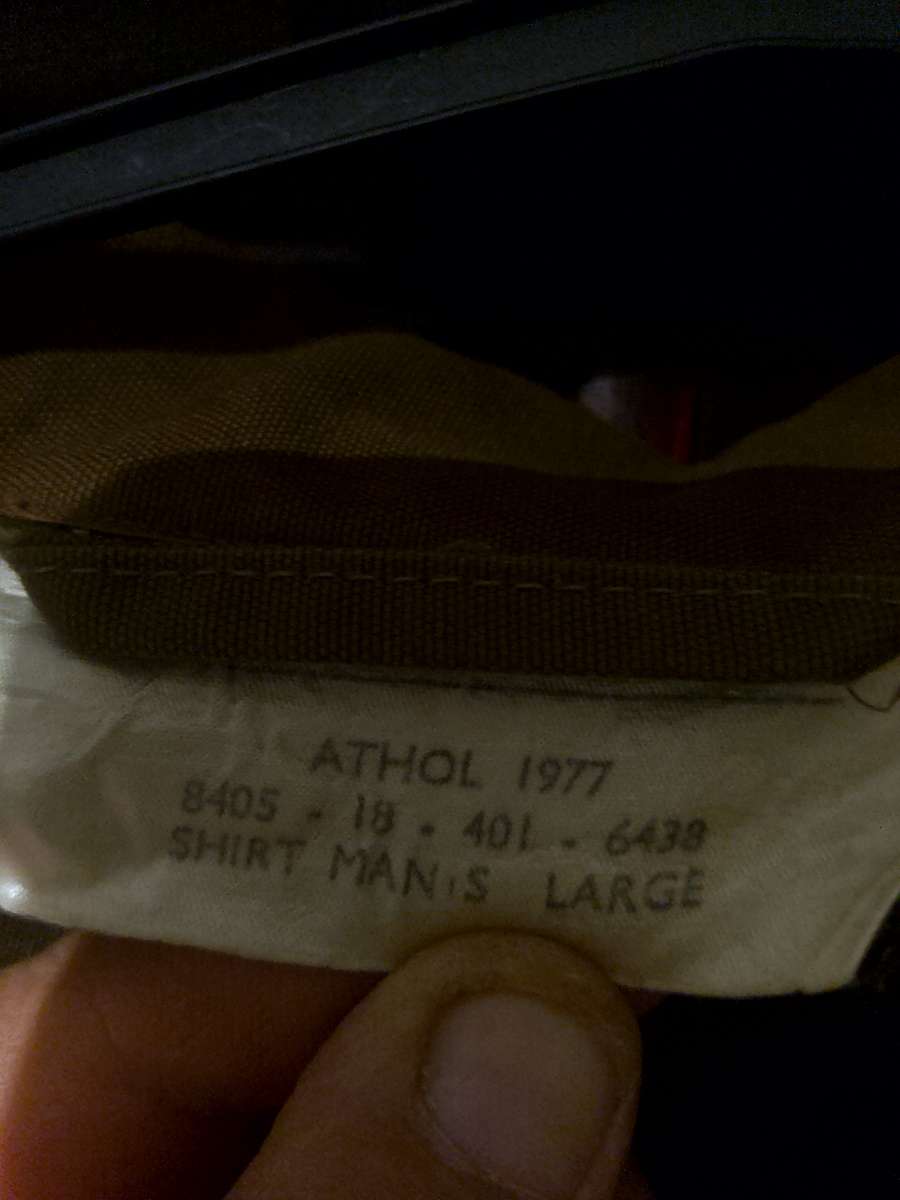 ATHOL 1977
8405 - 18 - 401 - 6438
SHIRT MAN'S LARGE